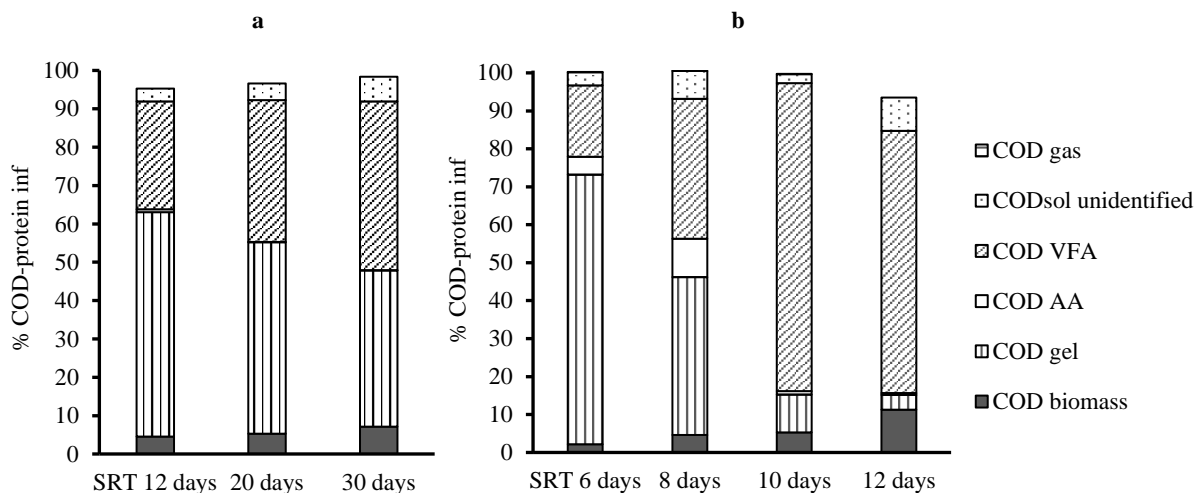 a
% COD-protein inf
100
90
80
70
60
50
40
30
20
10
0
SRT 12 days 20 days 30 days
b
% COD-protein inf
100
90
80
70
60
50
40
30
20
10
0
SRT 6 days 8 days 10 days 12 days
COD gas
CODsol unidentified
COD VFA
COD AA
COD gel
COD biomass